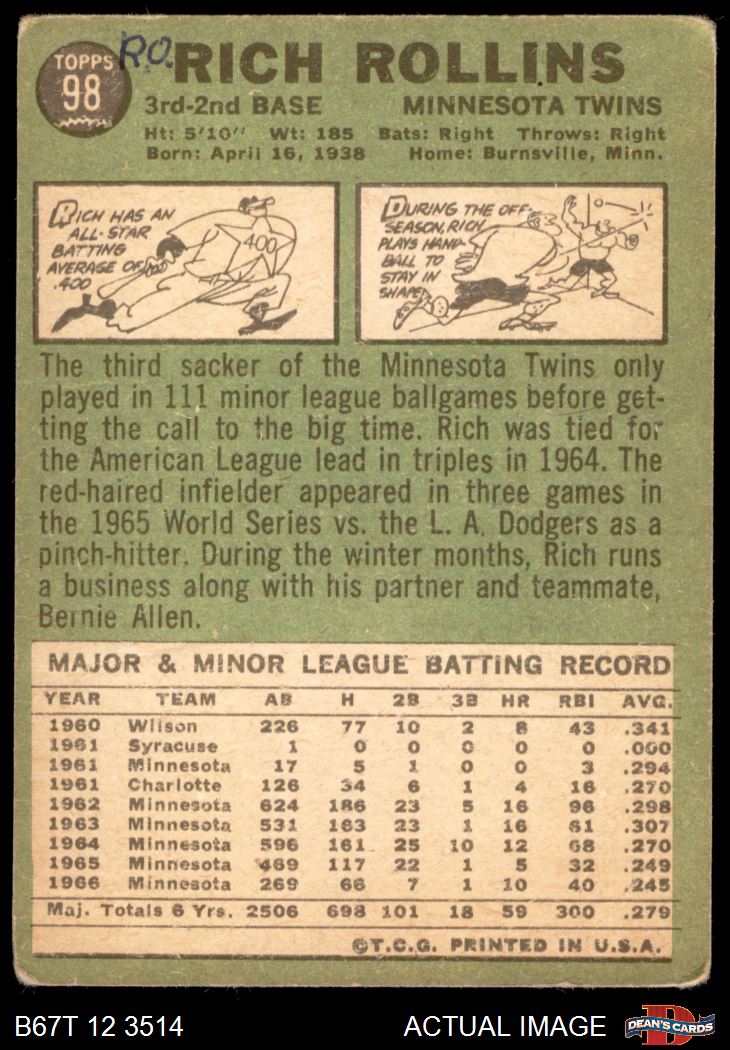 TOPPS
98
R.O.
RICH ROLLINS
3rd-2nd BASE MINNESOTA TWINS
Ht: 5'10" Wt: 185 Bats: Right Throws: Right
Born: April 16, 1938 Home: Burnsville, Minn.
RICH HAS AN
ALL-STAR
BATTING
AVERAGE OF
.400
400
DURING THE OFF-
SEASON, RICH
PLAYS HAND-
BALL TO
STAY IN
SHAPE
The third sacker of the Minnesota Twins only
played in 111 minor league ballgames before get-
ting the call to the big time. Rich was tied for
the American League lead in triples in 1964. The
red-haired infielder appeared in three games in
the 1965 World Series vs. the L. A. Dodgers as a
pinch-hitter. During the winter months, Rich runs
a business along with his partner and teammate,
Bernie Allen.
MAJOR & MINOR LEAGUE BATTING RECORD
YEAR TEAM AB H 2B 3B HR RBI AVG.
1960 Wilson 226 77 10 2 8 43 .341
1961 Syracuse 1 0 0 0 0 0 .000
1961 Minnesota 17 5 1 0 0 3 .294
1961 Charlotte 126 34 6 1 4 16 .270
1962 Minnesota 624 186 23 5 16 96 .298
1963 Minnesota 531 163 23 1 16 61 .307
1964 Minnesota 596 161 25 10 12 68 .270
1965 Minnesota 469 117 22 1 5 32 .249
1966 Minnesota 269 66 7 1 10 40 .245
Maj. Totals 6 Yrs. 2506 698 101 18 59 300 .279
©T.C.G. PRINTED IN U.S.A.
B67T 12 3514 ACTUAL IMAGE
D
DEAN'S CARDS